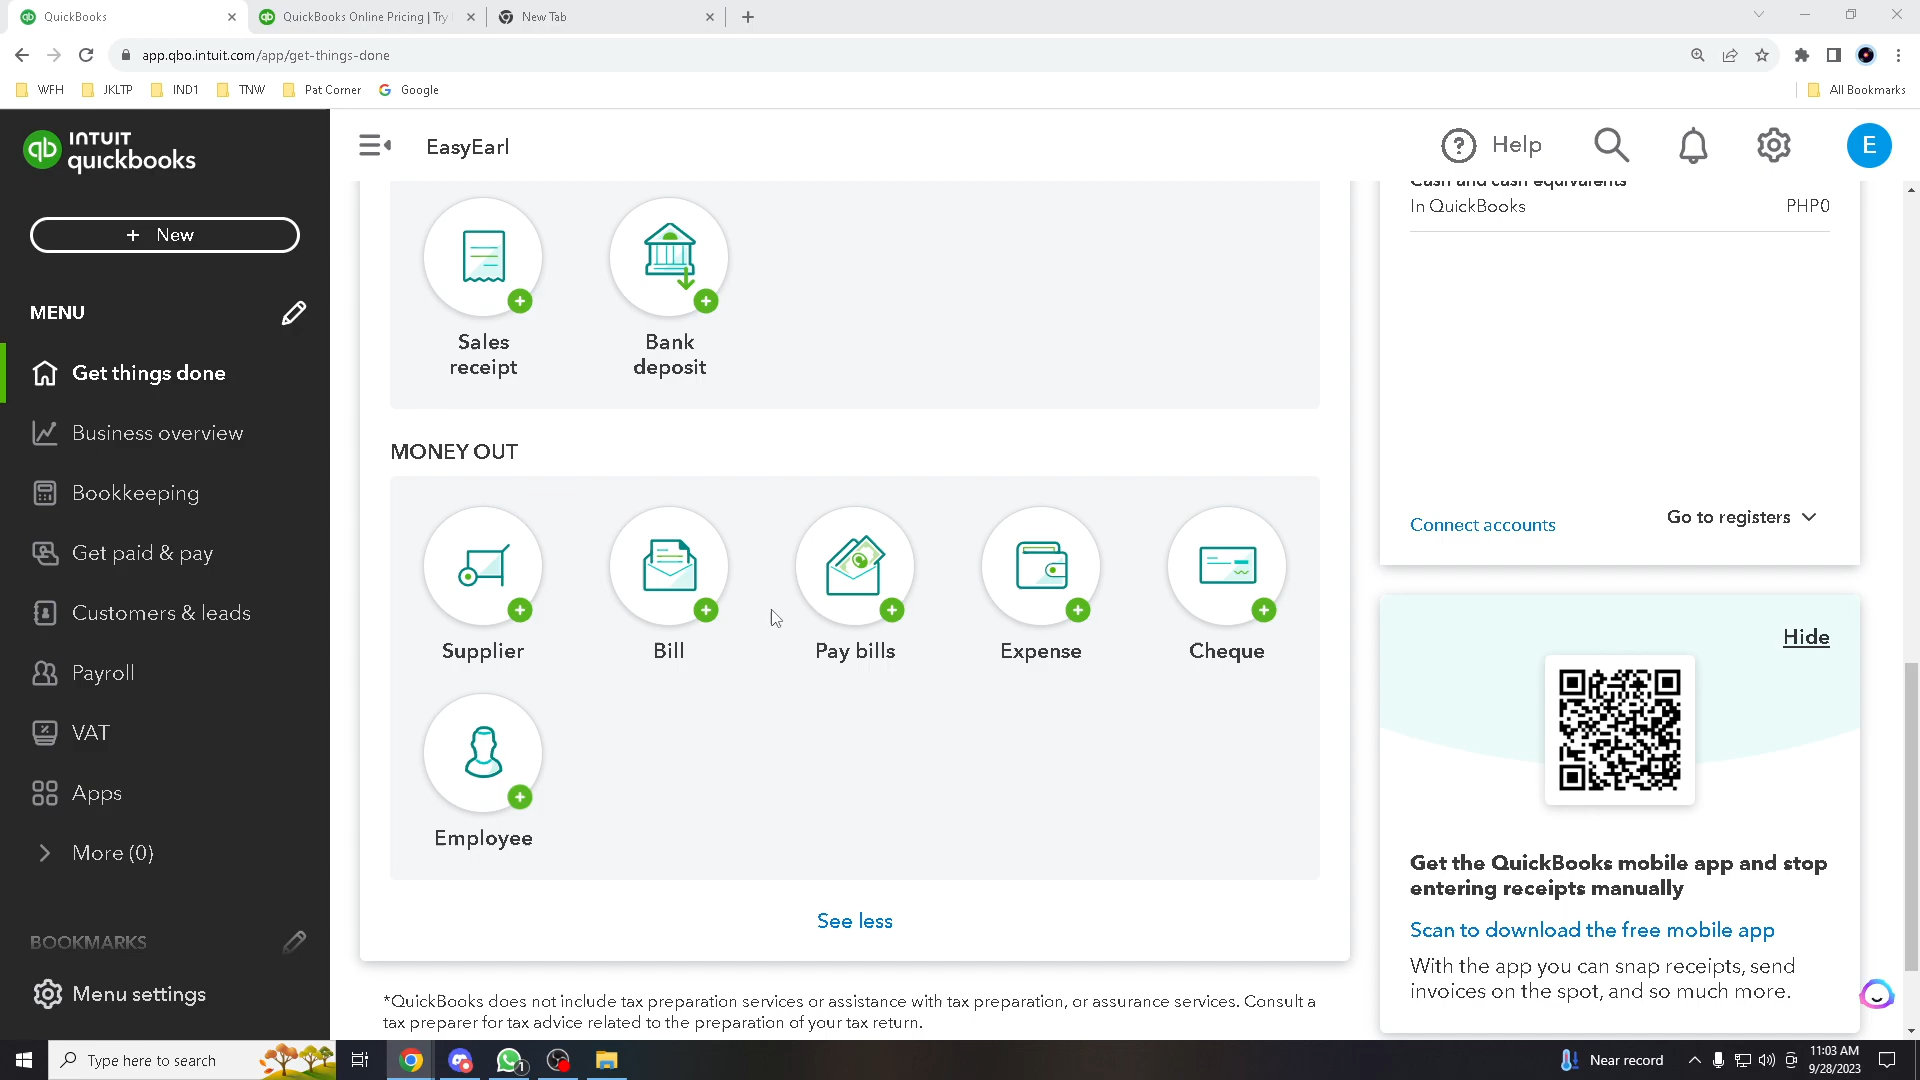 QuickBooks
QuickBooks Online Pricing | Try
New Tab
app.qbo.intuit.com/app/get-things-done
WFH
JKLTP
IND1
TNW
Pat Corner
Google
All Bookmarks
INTUIT
quickbooks
EasyEarl
Help
E
+ New
MENU
Get things done
Business overview
Bookkeeping
Get paid & pay
Customers & leads
Payroll
VAT
Apps
More (0)
BOOKMARKS
Menu settings
Sales
receipt
Bank
deposit
MONEY OUT
Supplier
Bill
Pay bills
Expense
Cheque
Employee
See less
*QuickBooks does not include tax preparation services or assistance with tax preparation, or assurance services. Consult a
tax preparer for tax advice related to the preparation of your tax return.
Cash and cash equivalents
In QuickBooks PHP0
Connect accounts
Go to registers
Hide
Get the QuickBooks mobile app and stop
entering receipts manually
Scan to download the free mobile app
With the app you can snap receipts, send
invoices on the spot, and so much more.
Type here to search
1
Near record
11:03 AM
9/28/2023